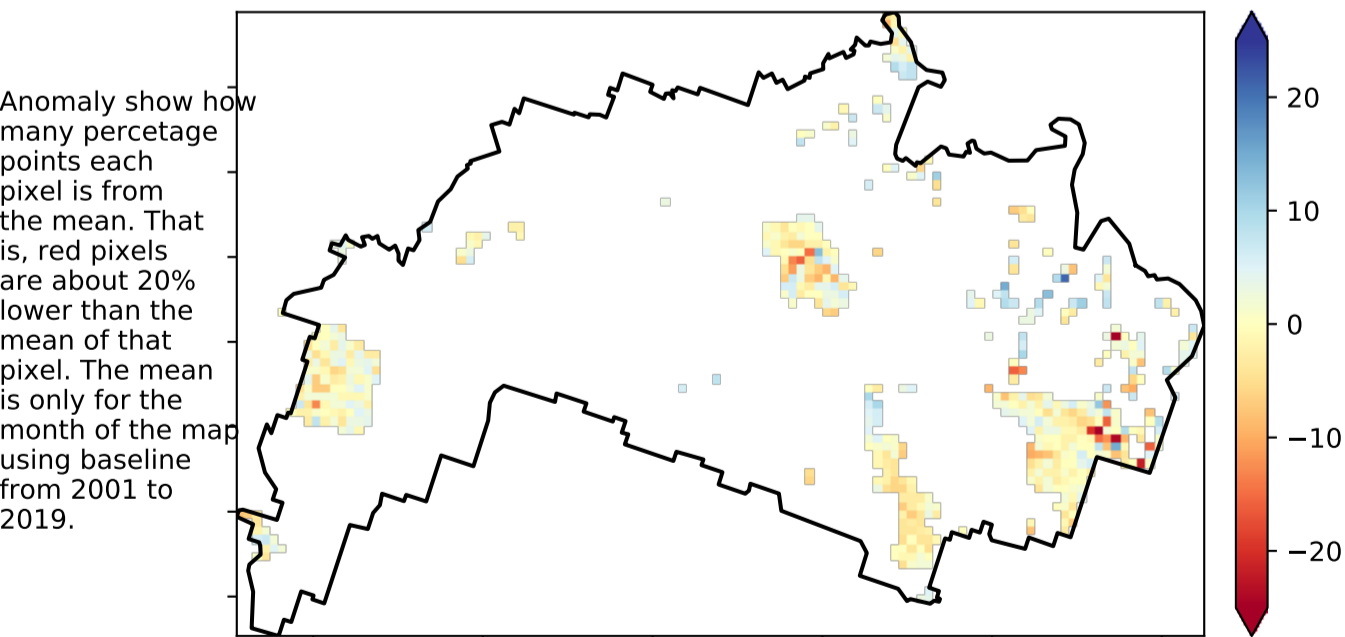 Anomaly show how
many percetage
points each
pixel is from
the mean. That
is, red pixels
are about 20%
lower than the
mean of that
pixel. The mean
is only for the
month of the map
using baseline
from 2001 to
2019.
20
10
0
−10
−20